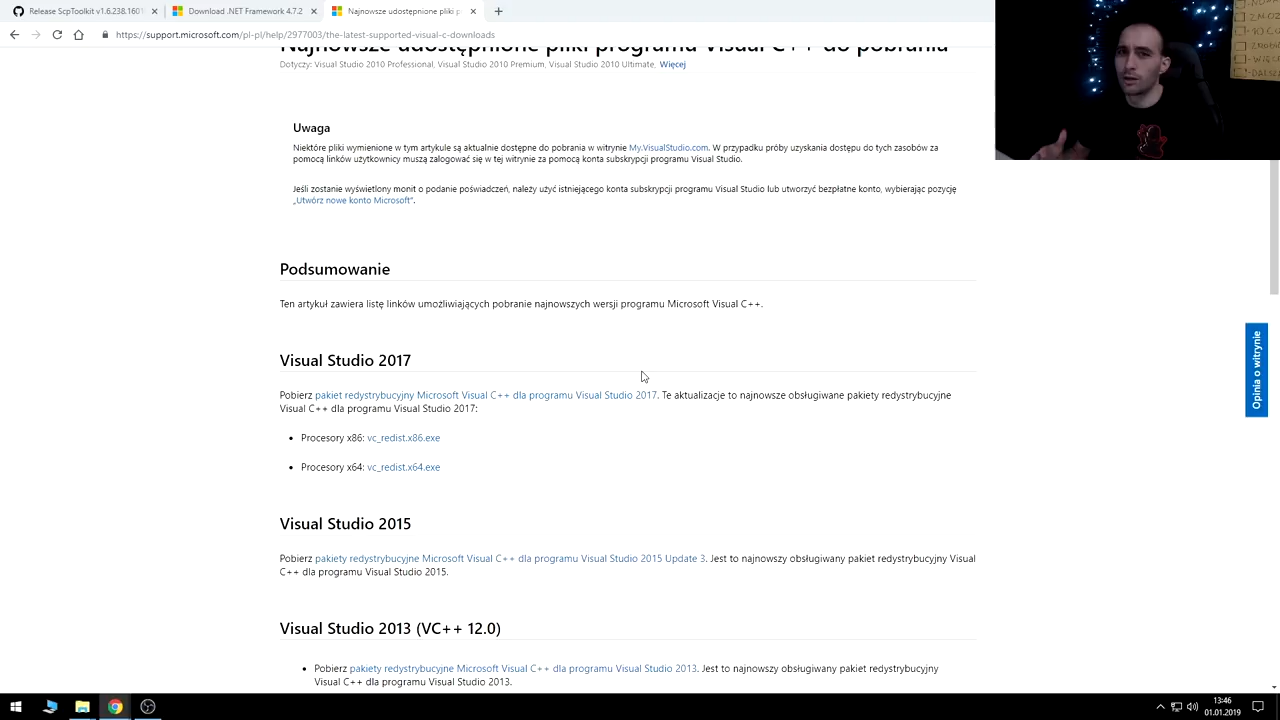 Release ScpToolkit v1.6.238.1601
Download .NET Framework 4.7.2
Najnowsze udostępnione pliki p
https://support.microsoft.com/pl-pl/help/2977003/the-latest-supported-visual-c-downloads
Najnowsze udostępnione pliki programu Visual C++ do pobrania
Dotyczy: Visual Studio 2010 Professional, Visual Studio 2010 Premium, Visual Studio 2010 Ultimate, Więcej
Uwaga
Niektóre pliki wymienione w tym artykule są aktualnie dostępne do pobrania w witrynie My.VisualStudio.com. W przypadku próby uzyskania dostępu do tych zasobów za
pomocą linków użytkownicy muszą zalogować się w tej witrynie za pomocą konta subskrypcji programu Visual Studio.
Jeśli zostanie wyświetlony monit o podanie poświadczeń, należy użyć istniejącego konta subskrypcji programu Visual Studio lub utworzyć bezpłatne konto, wybierając pozycję
„Utwórz nowe konto Microsoft”.
Podsumowanie
Ten artykuł zawiera listę linków umożliwiających pobranie najnowszych wersji programu Microsoft Visual C++.
Visual Studio 2017
Pobierz pakiet redystrybucyjny Microsoft Visual C++ dla programu Visual Studio 2017. Te aktualizacje to najnowsze obsługiwane pakiety redystrybucyjne
Visual C++ dla programu Visual Studio 2017:
• Procesory x86: vc_redist.x86.exe
• Procesory x64: vc_redist.x64.exe
Visual Studio 2015
Pobierz pakiety redystrybucyjne Microsoft Visual C++ dla programu Visual Studio 2015 Update 3. Jest to najnowszy obsługiwany pakiet redystrybucyjny Visual
C++ dla programu Visual Studio 2015.
Visual Studio 2013 (VC++ 12.0)
• Pobierz pakiety redystrybucyjne Microsoft Visual C++ dla programu Visual Studio 2013. Jest to najnowszy obsługiwany pakiet redystrybucyjny
Visual C++ dla programu Visual Studio 2013.
Opinia o witrynie
13:46
01.01.2019